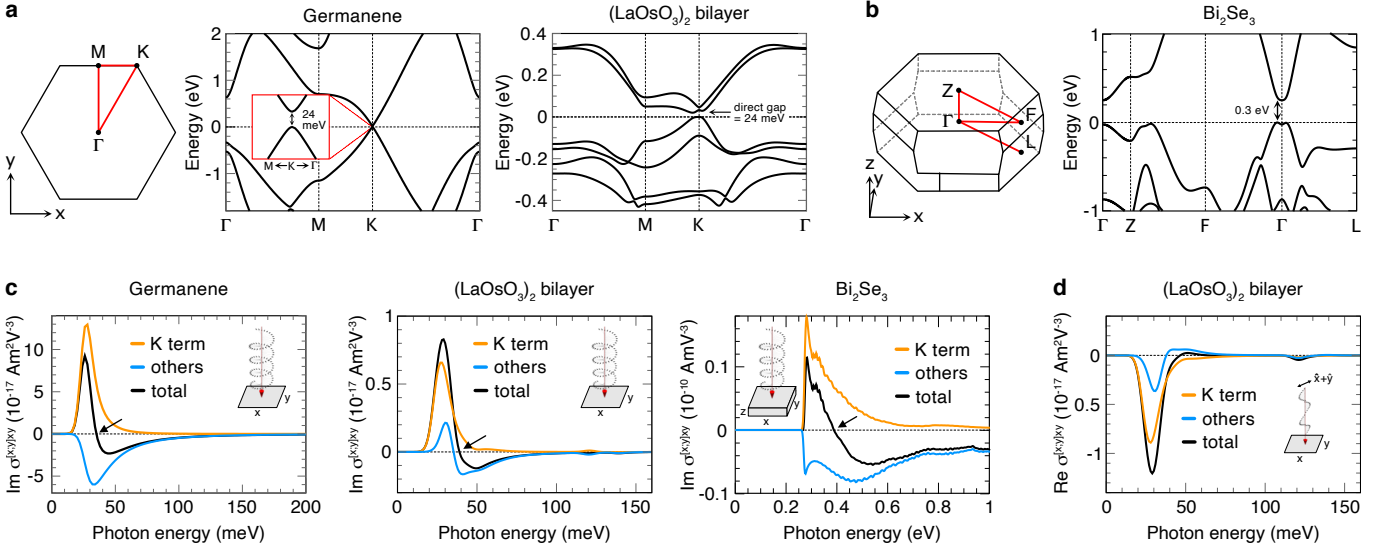 a
Germanene
(LaOsO3)2 bilayer
b
Bi2Se3
M K
Γ
y
x
Energy (eV)
2
1
0
-1
24
meV
M ← K → Γ
Γ M K Γ
Energy (eV)
0.4
0.2
0
-0.2
-0.4
direct gap
= 24 meV
Γ M K Γ
Z
Γ
F
L
z
y
x
Energy (eV)
1
0
-1
0.3 eV
Γ Z F Γ L
c
Germanene
Im σ[x;y]xy (10-17 Am2V-3)
10
5
0
-5
K term
others
total
x
y
0 50 100 150 200
Photon energy (meV)
(LaOsO3)2 bilayer
Im σ[x;y]xy (10-17 Am2V-3)
1
0.5
0
K term
others
total
x
y
0 50 100 150
Photon energy (meV)
Bi2Se3
Im σ[x;y]xy (10-10 mV-3)
0.1
0
-0.1
K term
others
total
z
x
y
0 0.2 0.4 0.6 0.8 1
Photon energy (eV)
d
(LaOsO3)2 bilayer
Re σ[x;y]xy (10-17 Am2V-3)
0
-1
K term
others
total
x̂+ŷ
x
y
0 50 100 150
Photon energy (meV)